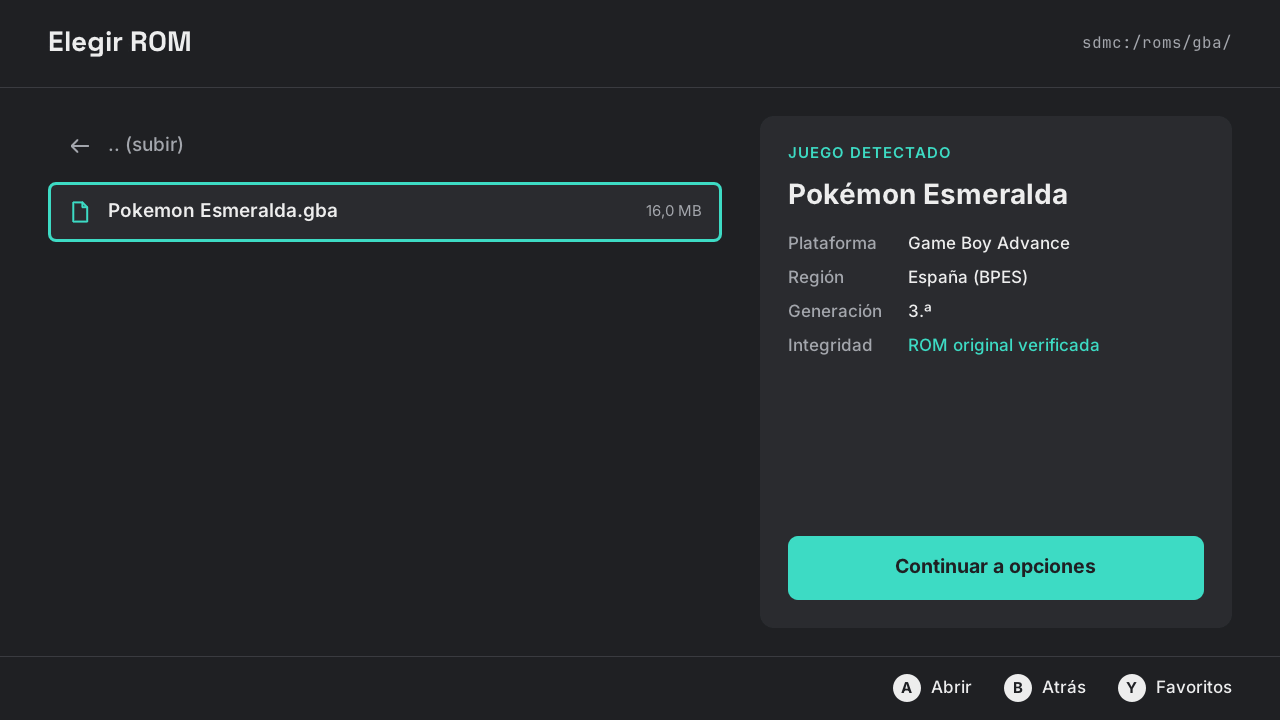 Elegir ROM
sdmc:/roms/gba/
.. (subir)
Pokemon Esmeralda.gba 16,0 MB
JUEGO DETECTADO
Pokémon Esmeralda
Plataforma Game Boy Advance
Región España (BPES)
Generación 3.ª
Integridad ROM original verificada
Continuar a opciones
A Abrir B Atrás Y Favoritos